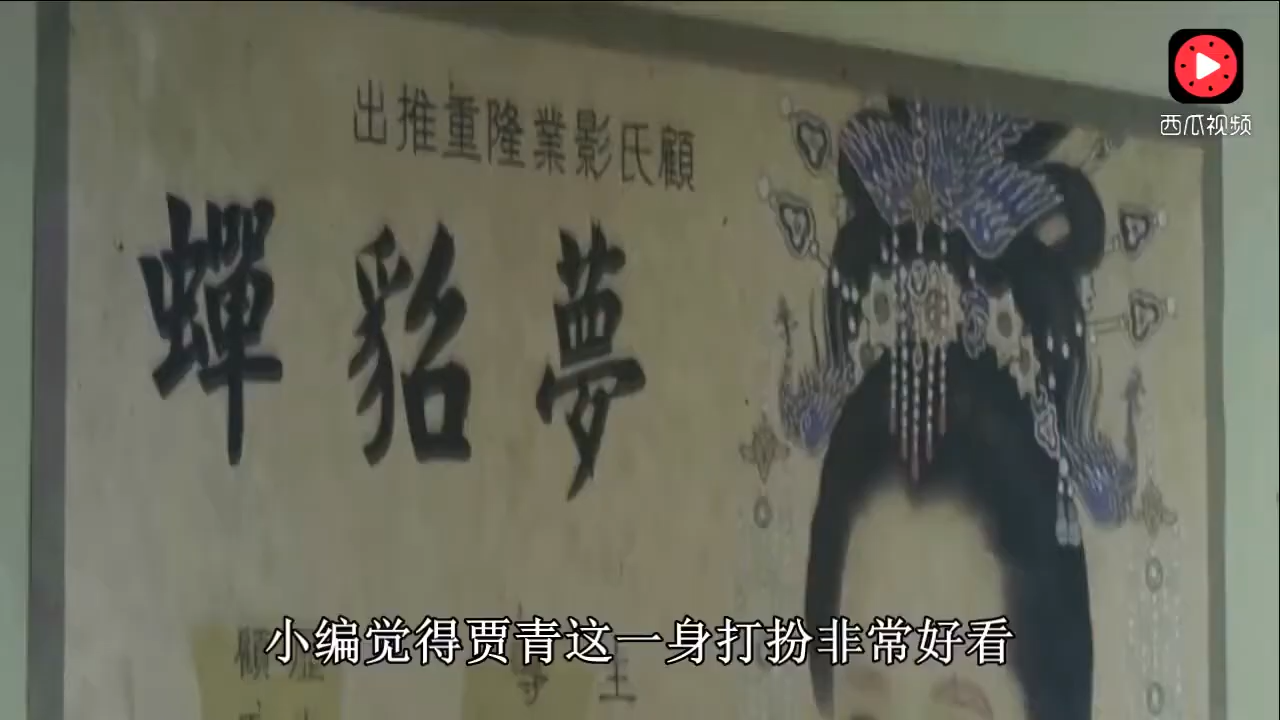 西瓜视频
顧氏影業隆重推出
夢貂蟬
小编觉得贾青这一身打扮非常好看